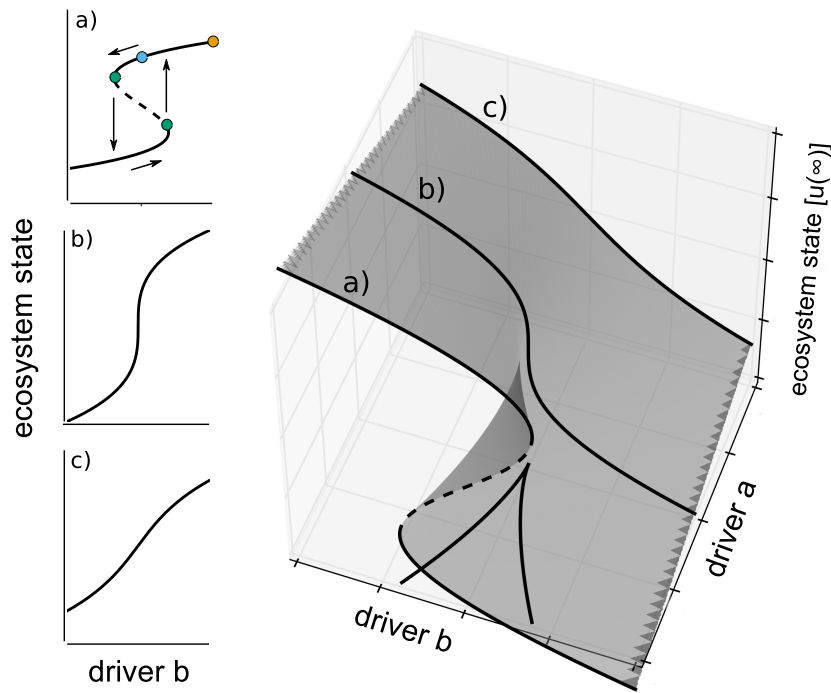 a)
b)
c)
ecosystem state
driver b
c)
b)
a)
ecosystem state [u(∞)]
driver a
driver b